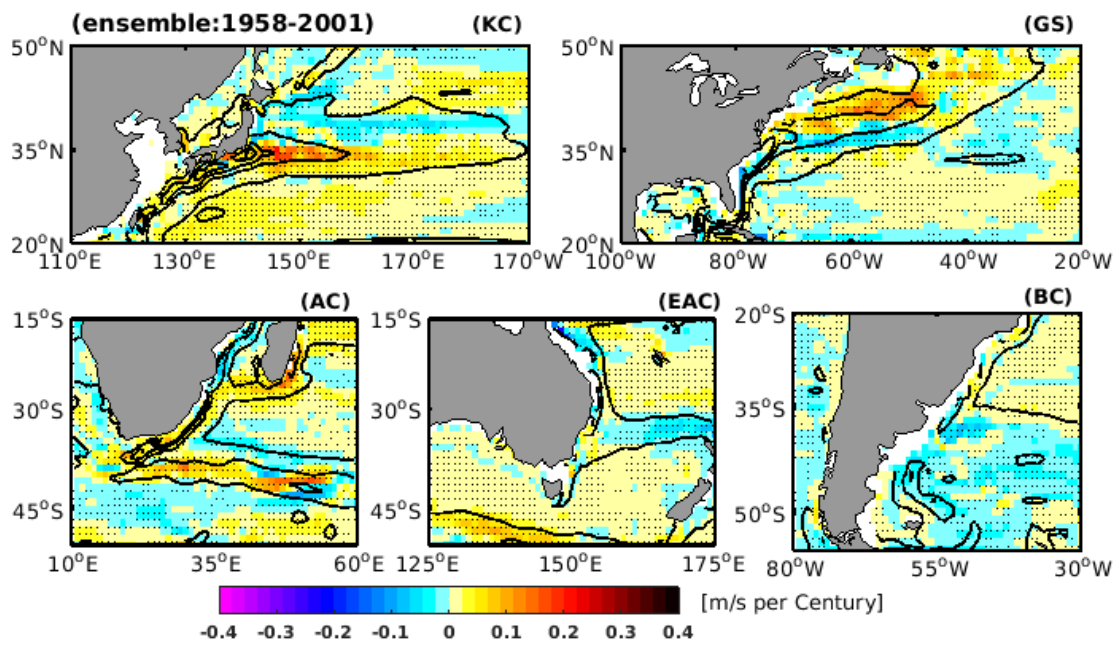 (ensemble:1958-2001) (KC) (GS)
50°N 50°N
35°N 35°N
20°N 20°N
110°E 130°E 150°E 170°E 170°W 100°W 80°W 60°W 40°W 20°W
(AC) (EAC) (BC)
15°S 15°S 20°S
30°S 30°S 35°S
45°S 45°S 50°S
10°E 35°E 60°E 125°E 150°E 175°E 80°W 55°W 30°W
[m/s per Century]
-0.4 -0.3 -0.2 -0.1 0 0.1 0.2 0.3 0.4